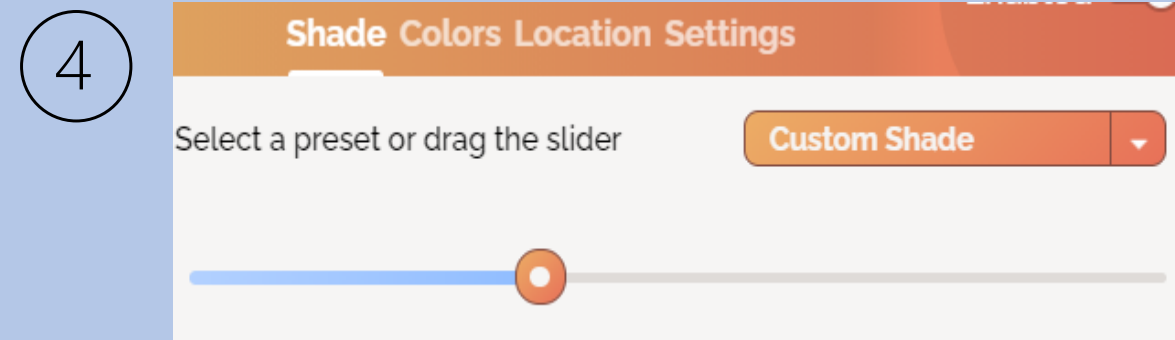 4
Shade Colors Location Settings
Select a preset or drag the slider
Custom Shade